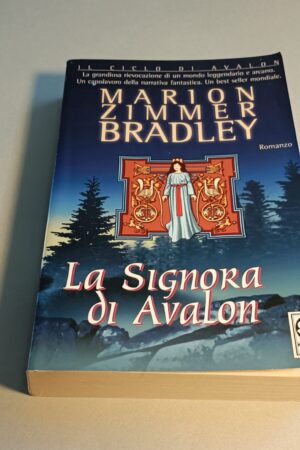 IL CICLO DI AVALON
La grandiosa rievocazione di un mondo leggendario e arcano.
Un capolavoro della narrativa fantastica. Un best seller mondiale.
MARION
ZIMMER
BRADLEY
Romanzo
La Signora
di Avalon